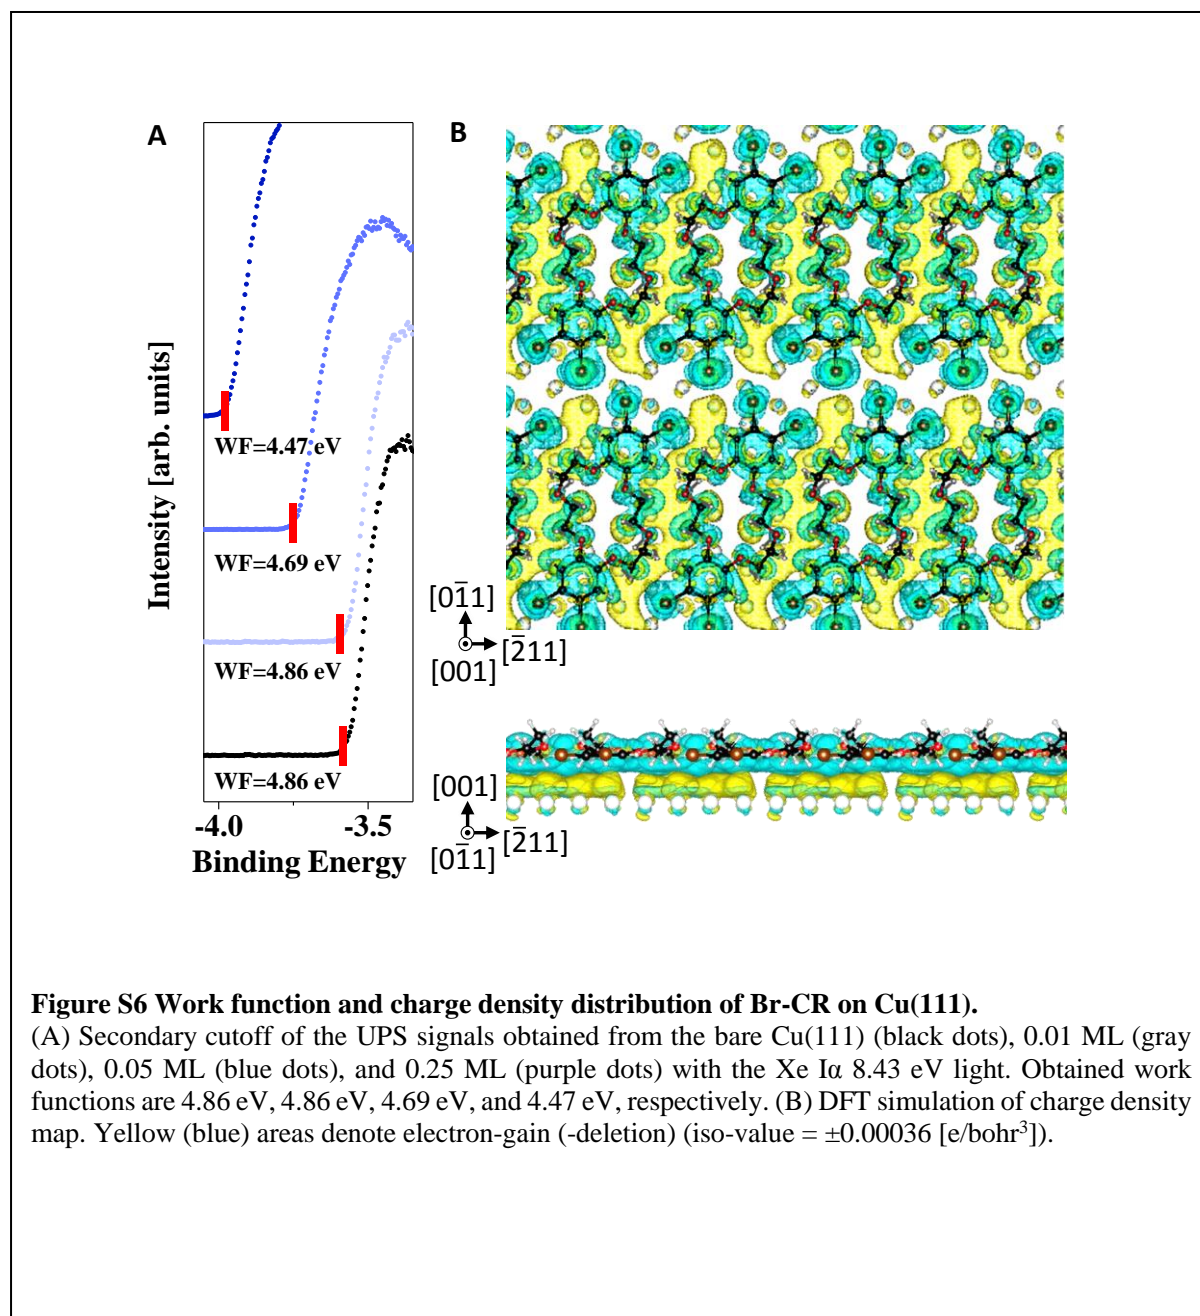 A
B
Intensity [arb. units]
WF=4.47 eV
WF=4.69 eV
WF=4.86 eV
WF=4.86 eV
-4.0 -3.5
Binding Energy
[01̅1]
[2̅11]
[001]
[001]
[2̅11]
[01̅1]
Figure S6 Work function and charge density distribution of Br-CR on Cu(111).
(A) Secondary cutoff of the UPS signals obtained from the bare Cu(111) (black dots), 0.01 ML (gray
dots), 0.05 ML (blue dots), and 0.25 ML (purple dots) with the Xe Iα 8.43 eV light. Obtained work
functions are 4.86 eV, 4.86 eV, 4.69 eV, and 4.47 eV, respectively. (B) DFT simulation of charge density
map. Yellow (blue) areas denote electron-gain (-deletion) (iso-value = ±0.00036 [e/bohr³]).